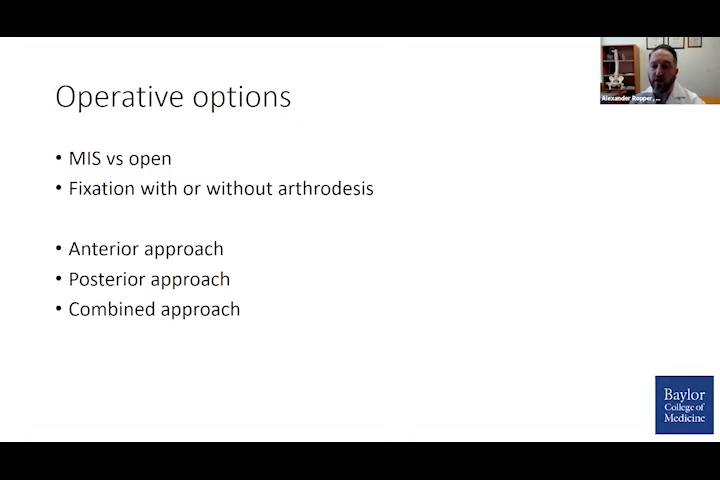 Operative options
• MIS vs open
• Fixation with or without arthrodesis
• Anterior approach
• Posterior approach
• Combined approach
Alexander Ropper, ...
Baylor
College of
Medicine